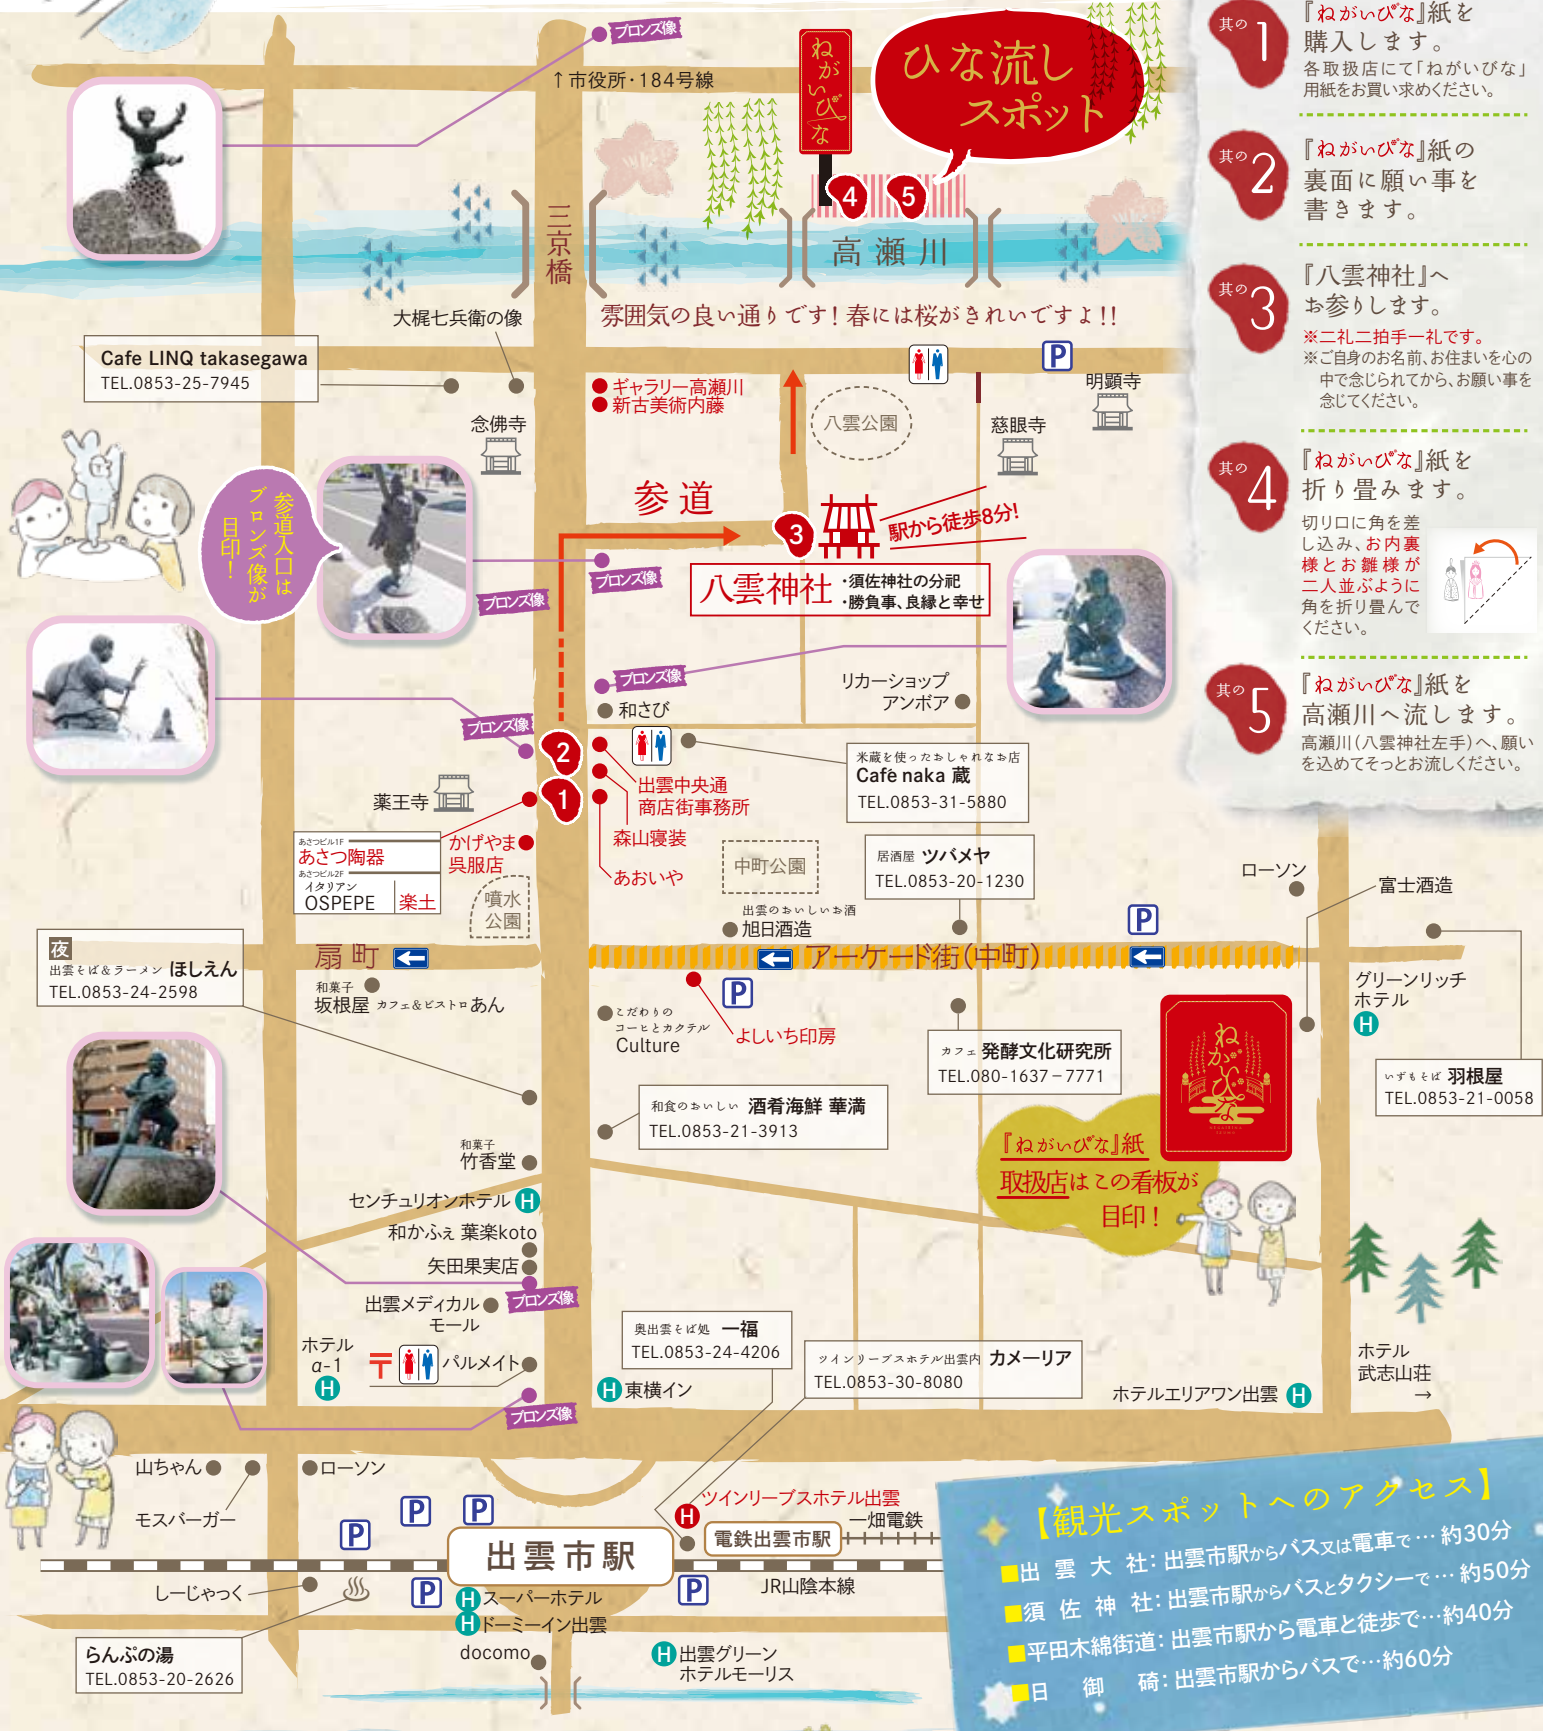 ブロンズ像
↑市役所・184号線
ねがいびな
ひな流し
スポット
4
5
三京橋
高瀬川
雰囲気の良い通りです！春には桜がきれいですよ!!
大梶七兵衛の像
Cafe LINQ takasegawa
TEL.0853-25-7945
P
ギャラリー高瀬川
新古美術内藤
八雲公園
明顕寺
慈眼寺
念佛寺
参道入口は
ブロンズ像が
目印！
参道
3
駅から徒歩8分!
八雲神社
・須佐神社の分祀
・勝負事、良縁と幸せ
ブロンズ像
ブロンズ像
ブロンズ像
ブロンズ像
和さび
リカーショップ
アンボア
2
1
出雲中央通
商店街事務所
森山寝装
あおいや
米蔵を使ったおしゃれなお店
Cafe naka 蔵
TEL.0853-31-5880
薬王寺
あさつビル1F
あさつ陶器
あさつビル2F
イタリアン
OSPEPE
楽土
かげやま
呉服店
噴水
公園
中町公園
居酒屋 ツバメヤ
TEL.0853-20-1230
出雲のおいしいお酒
旭日酒造
P
ローソン
富士酒造
夜
出雲そば＆ラーメン ほしえん
TEL.0853-24-2598
扇町
アーケード街(中町)
和菓子
坂根屋
カフェ＆ビストロ あん
こだわりの
コーヒとカクテル
Culture
P
よしいち印房
カフェ 発酵文化研究所
TEL.080-1637-7771
グリーンリッチ
ホテル
H
いずもそば 羽根屋
TEL.0853-21-0058
和食のおいしい 酒肴海鮮 華満
TEL.0853-21-3913
ねがいびな
『ねがいびな』紙
取扱店はこの看板が
目印！
和菓子
竹香堂
センチュリオンホテル H
和かふぇ 葉楽koto
矢田果実店
ブロンズ像
出雲メディカル
モール
ホテル
α-1
H
〒
パルメイト
ブロンズ像
奥出雲そば処 一福
TEL.0853-24-4206
ツインリーブスホテル出雲内 カメーリア
TEL.0853-30-8080
H 東横イン
ホテルエリアワン出雲 H
ホテル
武志山荘
→
山ちゃん
ローソン
モスバーガー
P
P
P
ツインリーブスホテル出雲
H
一畑電鉄
電鉄出雲市駅
出雲市駅
JR山陰本線
しーじゃっく
P
P
H スーパーホテル
H ドーミーイン出雲
docomo
H 出雲グリーン
ホテルモーリス
らんぷの湯
TEL.0853-20-2626
其の1
『ねがいびな』紙を
購入します。
各取扱店にて「ねがいびな」
用紙をお買い求めください。
其の2
『ねがいびな』紙の
裏面に願い事を
書きます。
其の3
『八雲神社』へ
お参りします。
※二礼二拍手一礼です。
※ご自身のお名前、お住まいを心の
中で念じられてから、お願い事を
念じてください。
其の4
『ねがいびな』紙を
折り畳みます。
切り口に角を差
し込み、お内裏
様とお雛様が
二人並ぶように
角を折り畳んで
ください。
其の5
『ねがいびな』紙を
高瀬川へ流します。
高瀬川(八雲神社左手)へ、願い
を込めてそっとお流しください。
【観光スポットへのアクセス】
■出雲大社：出雲市駅からバス又は電車で…約30分
■須佐神社：出雲市駅からバスとタクシーで…約50分
■平田木綿街道：出雲市駅から電車と徒歩で…約40分
■日御碕：出雲市駅からバスで…約60分